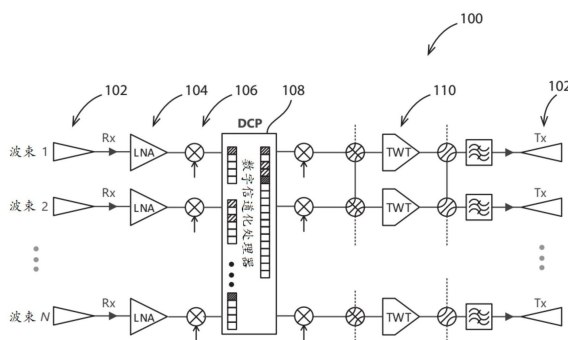 100
102
104
106
108
110
102
DCP
波束 1
Rx
LNA
数字信道化处理器
TWT
Tx
波束 2
Rx
LNA
TWT
Tx
波束 N
Rx
LNA
TWT
Tx